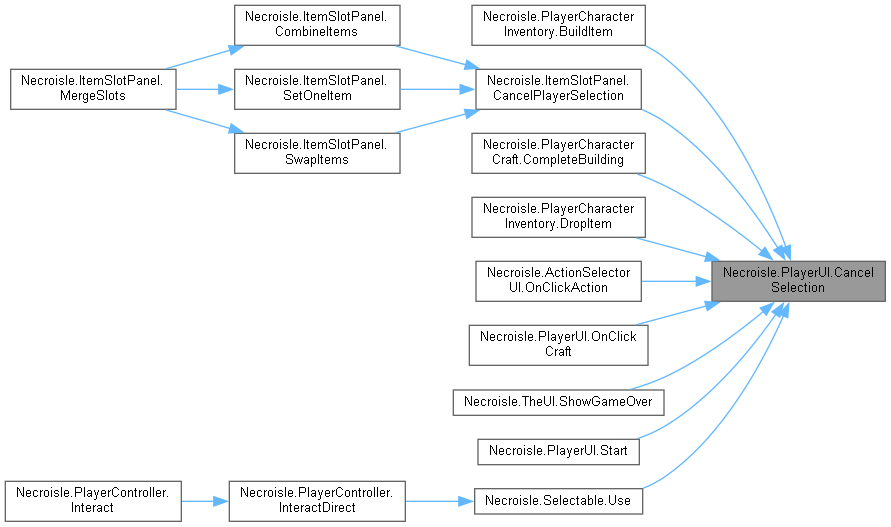 Necroisle.ItemSlotPanel.
CombineItems
Necroisle.PlayerCharacter
Inventory.BuildItem
Necroisle.ItemSlotPanel.
MergeSlots
Necroisle.ItemSlotPanel.
SetOneItem
Necroisle.ItemSlotPanel.
CancelPlayerSelection
Necroisle.ItemSlotPanel.
SwapItems
Necroisle.PlayerCharacter
Craft.CompleteBuilding
Necroisle.PlayerCharacter
Inventory.DropItem
Necroisle.ActionSelector
UI.OnClickAction
Necroisle.PlayerUI.Cancel
Selection
Necroisle.PlayerUI.OnClick
Craft
Necroisle.TheUI.ShowGameOver
Necroisle.PlayerUI.Start
Necroisle.PlayerController.
Interact
Necroisle.PlayerController.
InteractDirect
Necroisle.Selectable.Use